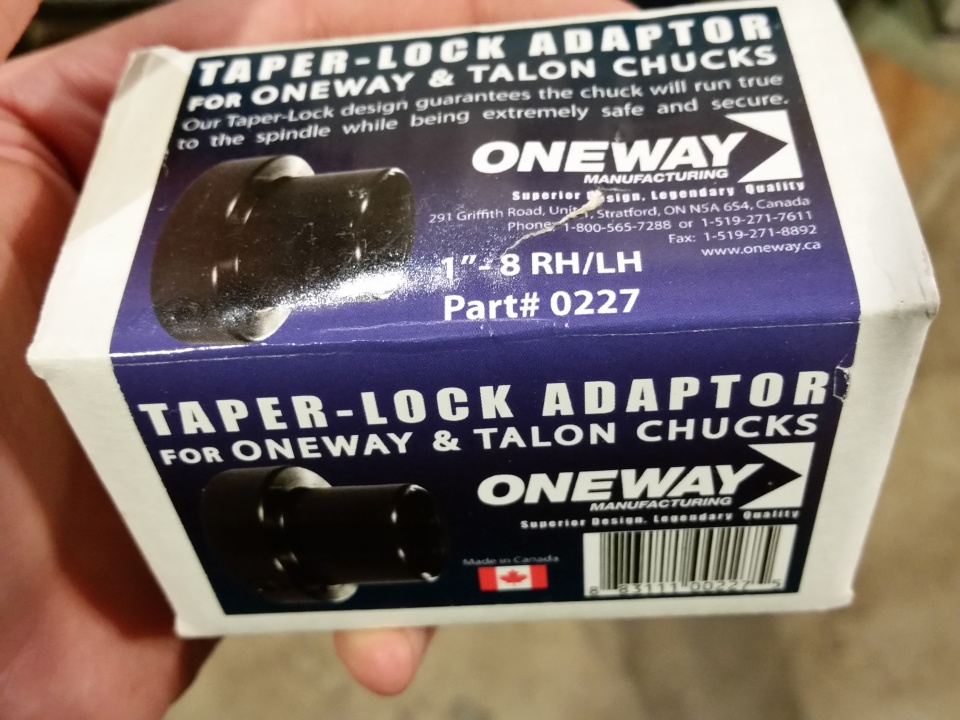 TAPER-LOCK ADAPTOR
FOR ONEWAY & TALON CHUCKS
Our Taper-Lock design guarantees the chuck will run true
to the spindle while being extremely safe and secure.
ONEWAY
MANUFACTURING
Superior Design, Legendary Quality
291 Griffith Road, Unit 1, Stratford, ON N5A 6S4, Canada
Phone: 1-800-565-7288 or 1-519-271-7611
Fax: 1-519-271-8892
www.oneway.ca
1"- 8 RH/LH
Part# 0227
TAPER-LOCK ADAPTOR
FOR ONEWAY & TALON CHUCKS
ONEWAY
MANUFACTURING
Superior Design, Legendary Quality
Made in Canada
8 83111 00227 5